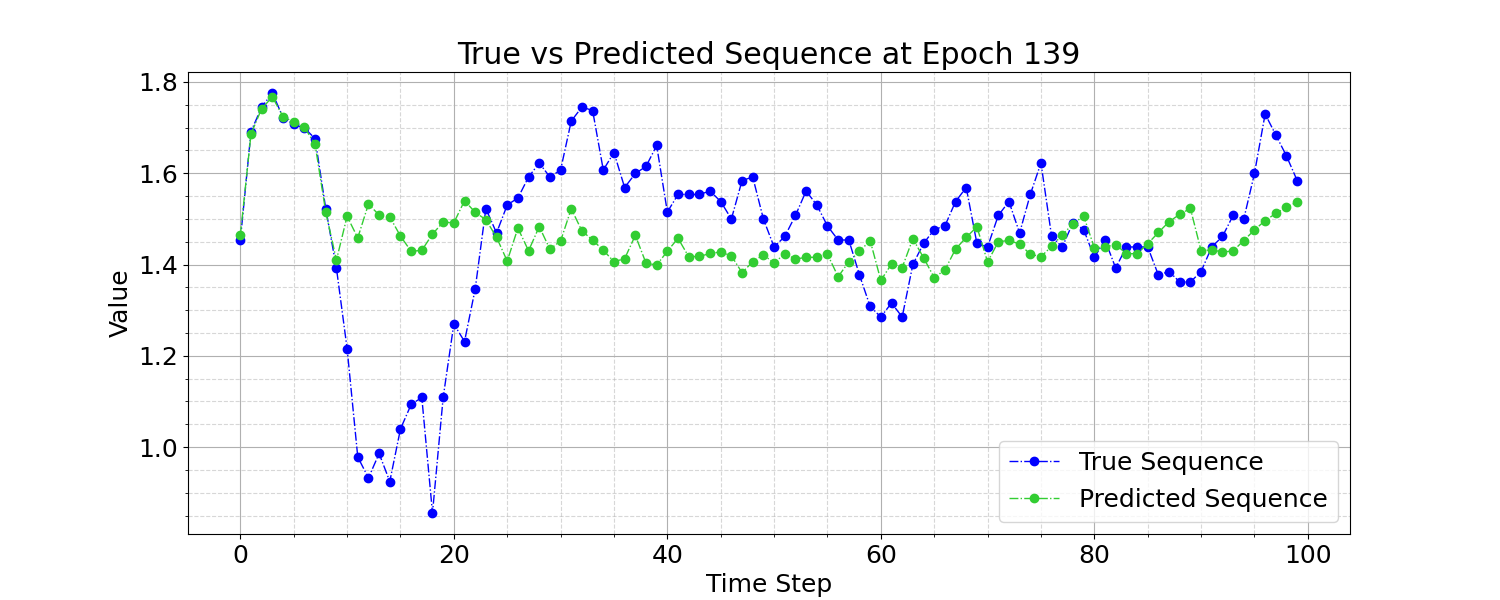 True vs Predicted Sequence at Epoch 139
Value
1.8
1.6
1.4
1.2
1.0
0 20 40 60 80 100
Time Step
True Sequence
Predicted Sequence